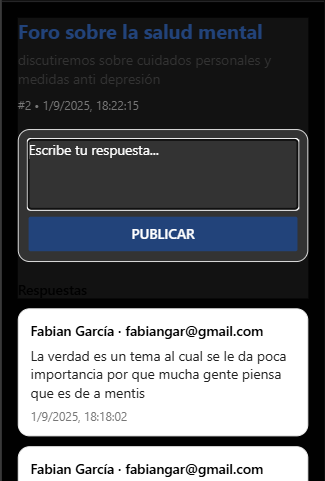 Foro sobre la salud mental
discutiremos sobre cuidados personales y
medidas anti depresión
#2 • 1/9/2025, 18:22:15
Escribe tu respuesta...
PUBLICAR
Respuestas
Fabian García · fabiangar@gmail.com
La verdad es un tema al cual se le da poca
importancia por que mucha gente piensa
que es de a mentis
1/9/2025, 18:18:02
Fabian García · fabiangar@gmail.com